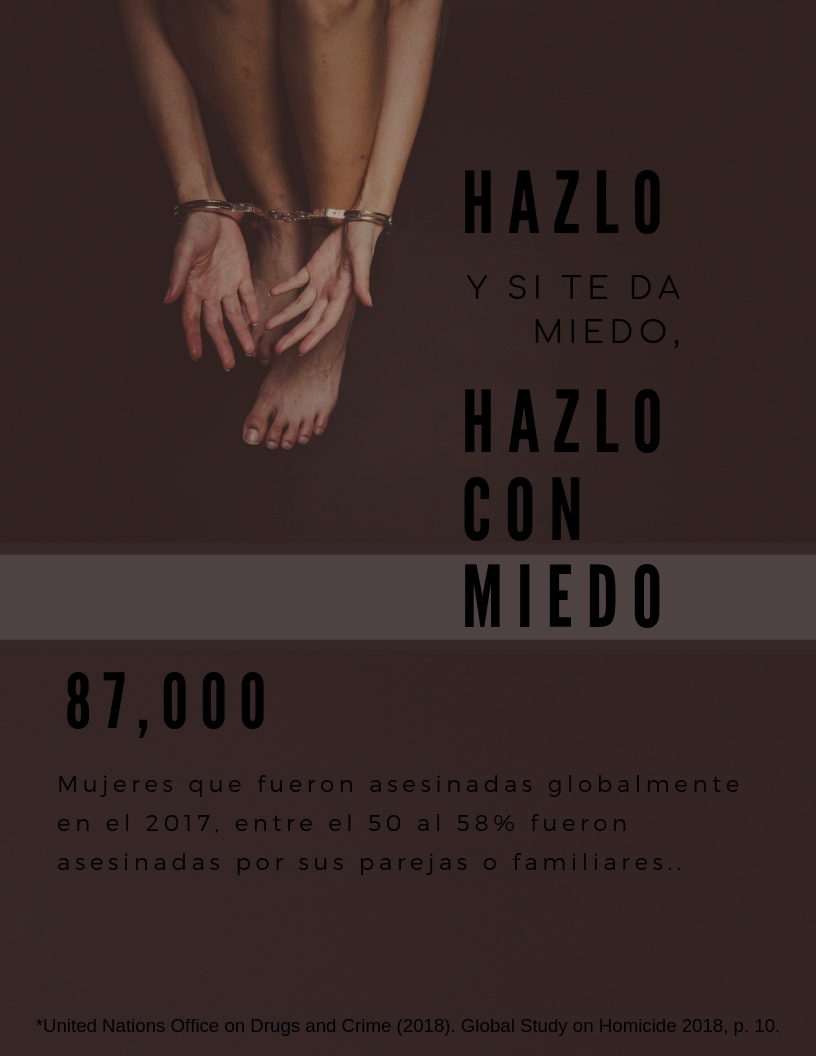 HAZLO
Y SI TE DA
MIEDO,
HAZLO
CON
MIEDO
87,000
Mujeres que fueron asesinadas globalmente
en el 2017, entre el 50 al 58% fueron
asesinadas por sus parejas o familiares..
*United Nations Office on Drugs and Crime (2018). Global Study on Homicide 2018, p. 10.